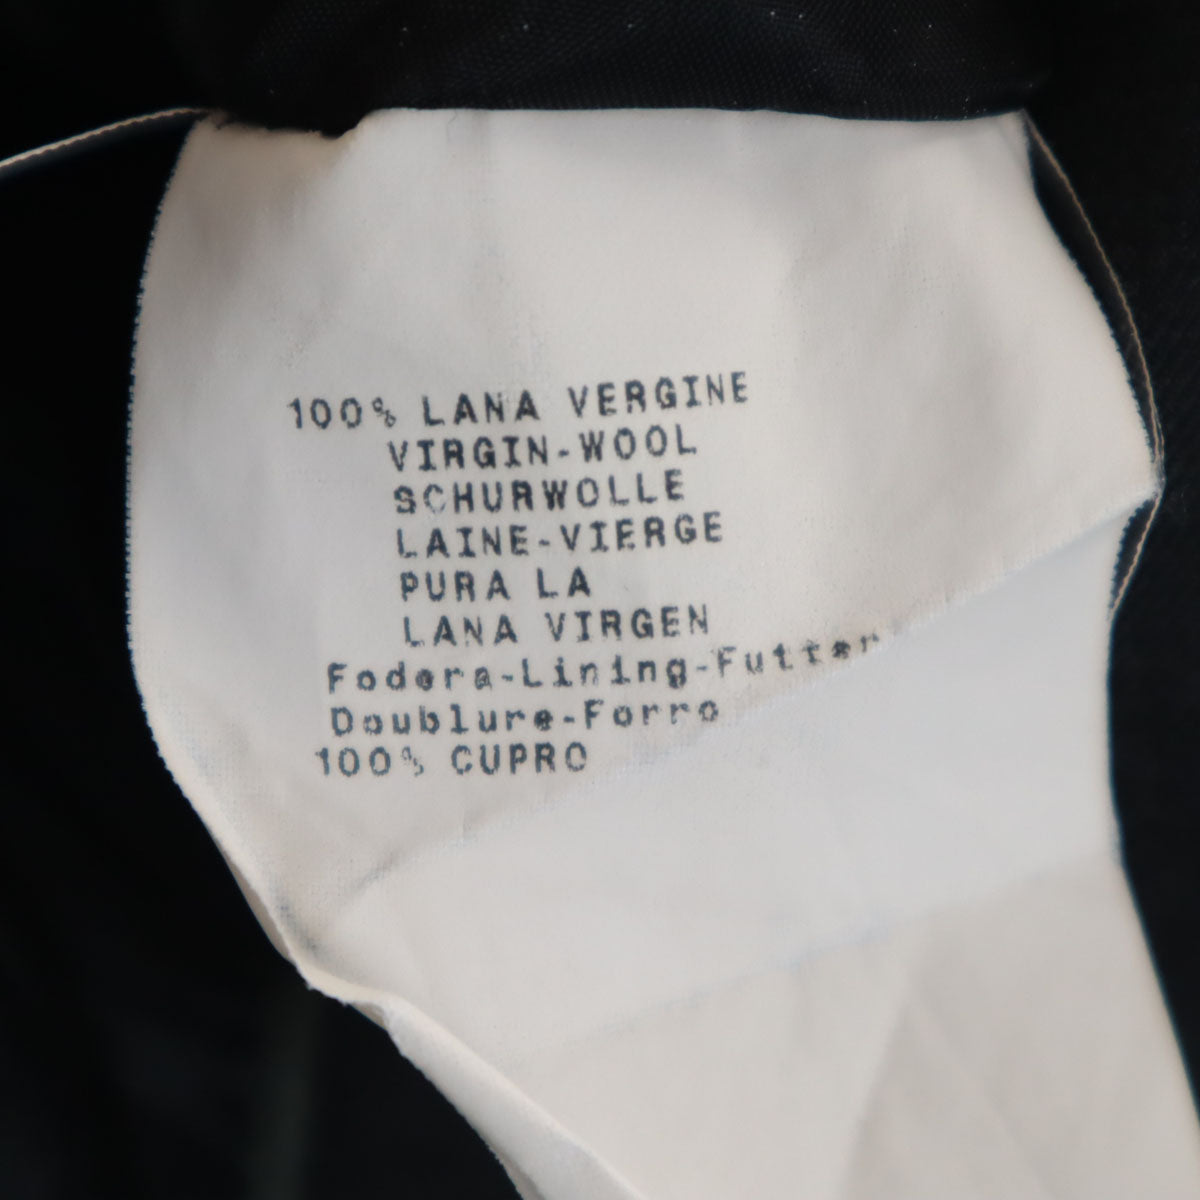 100% LANA VERGINE
VIRGIN-WOOL
SCHURWOLLE
LAINE-VIERGE
PURA LA
LANA VIRGEN
Fodera-Lining-Futter
Doublure-Forro
100% CUPRO